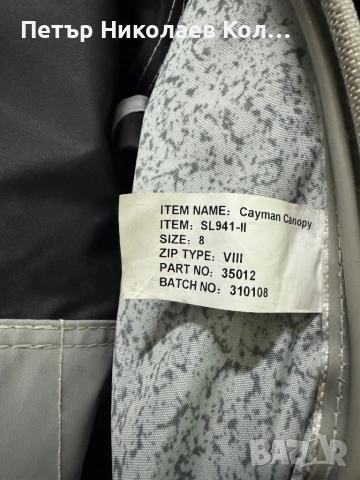 Петър Николаев Кол...
ITEM NAME: Cayman Canopy
ITEM: SL941-II
SIZE: 8
ZIP TYPE: VIII
PART NO: 35012
BATCH NO: 310108
BAZAR